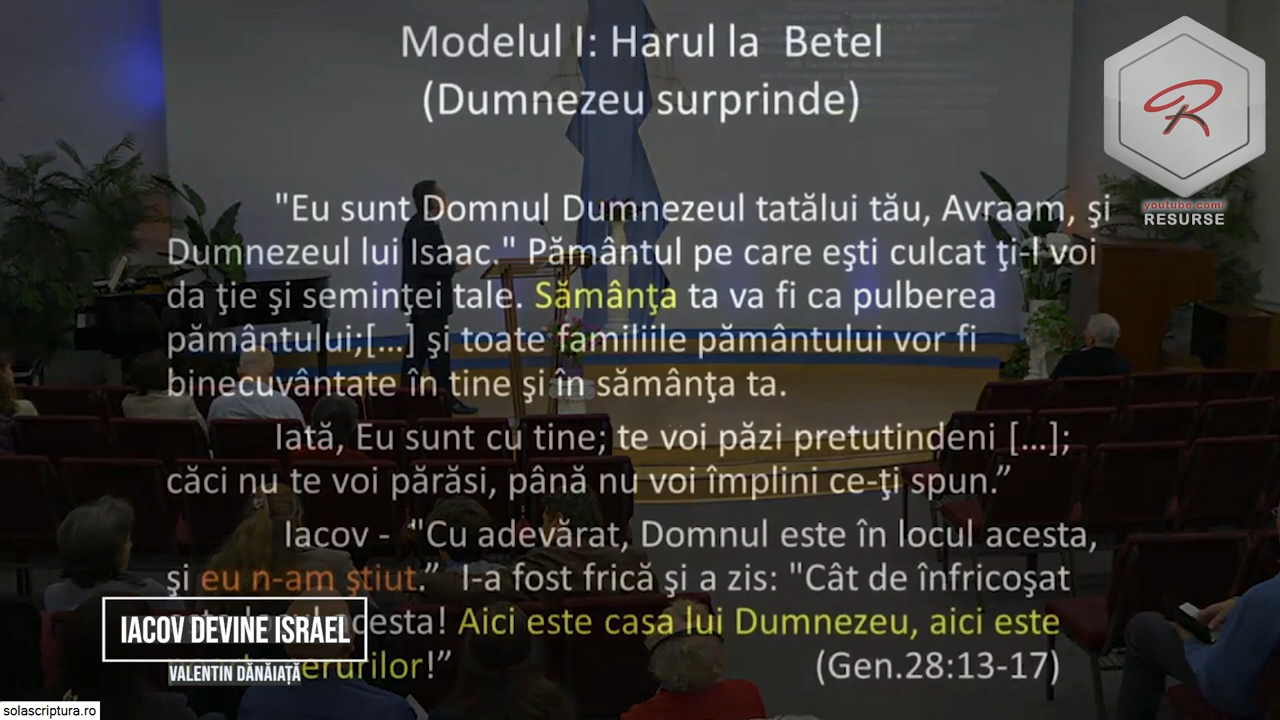 Modelul I: Harul la Betel
(Dumnezeu surprinde)
"Eu sunt Domnul Dumnezeul tatălui tău, Avraam, şi
Dumnezeul lui Isaac." Pământul pe care eşti culcat ţi-l voi
da ţie şi seminţei tale. Sămânţa ta va fi ca pulberea
pământului;[...] şi toate familiile pământului vor fi
binecuvântate în tine şi în sămânţa ta.
Iată, Eu sunt cu tine; te voi păzi pretutindeni [...];
căci nu te voi părăsi, până nu voi împlini ce-ţi spun.”
Iacov - "Cu adevărat, Domnul este în locul acesta,
şi eu n-am ştiut.” I-a fost frică şi a zis: "Cât de înfricoşat
Aici este casa lui Dumnezeu, aici este
(Gen.28:13-17)
IACOV DEVINE ISRAEL
VALENTIN DĂNĂIAȚĂ
R
youtube.com/
RESURSE
solascriptura.ro